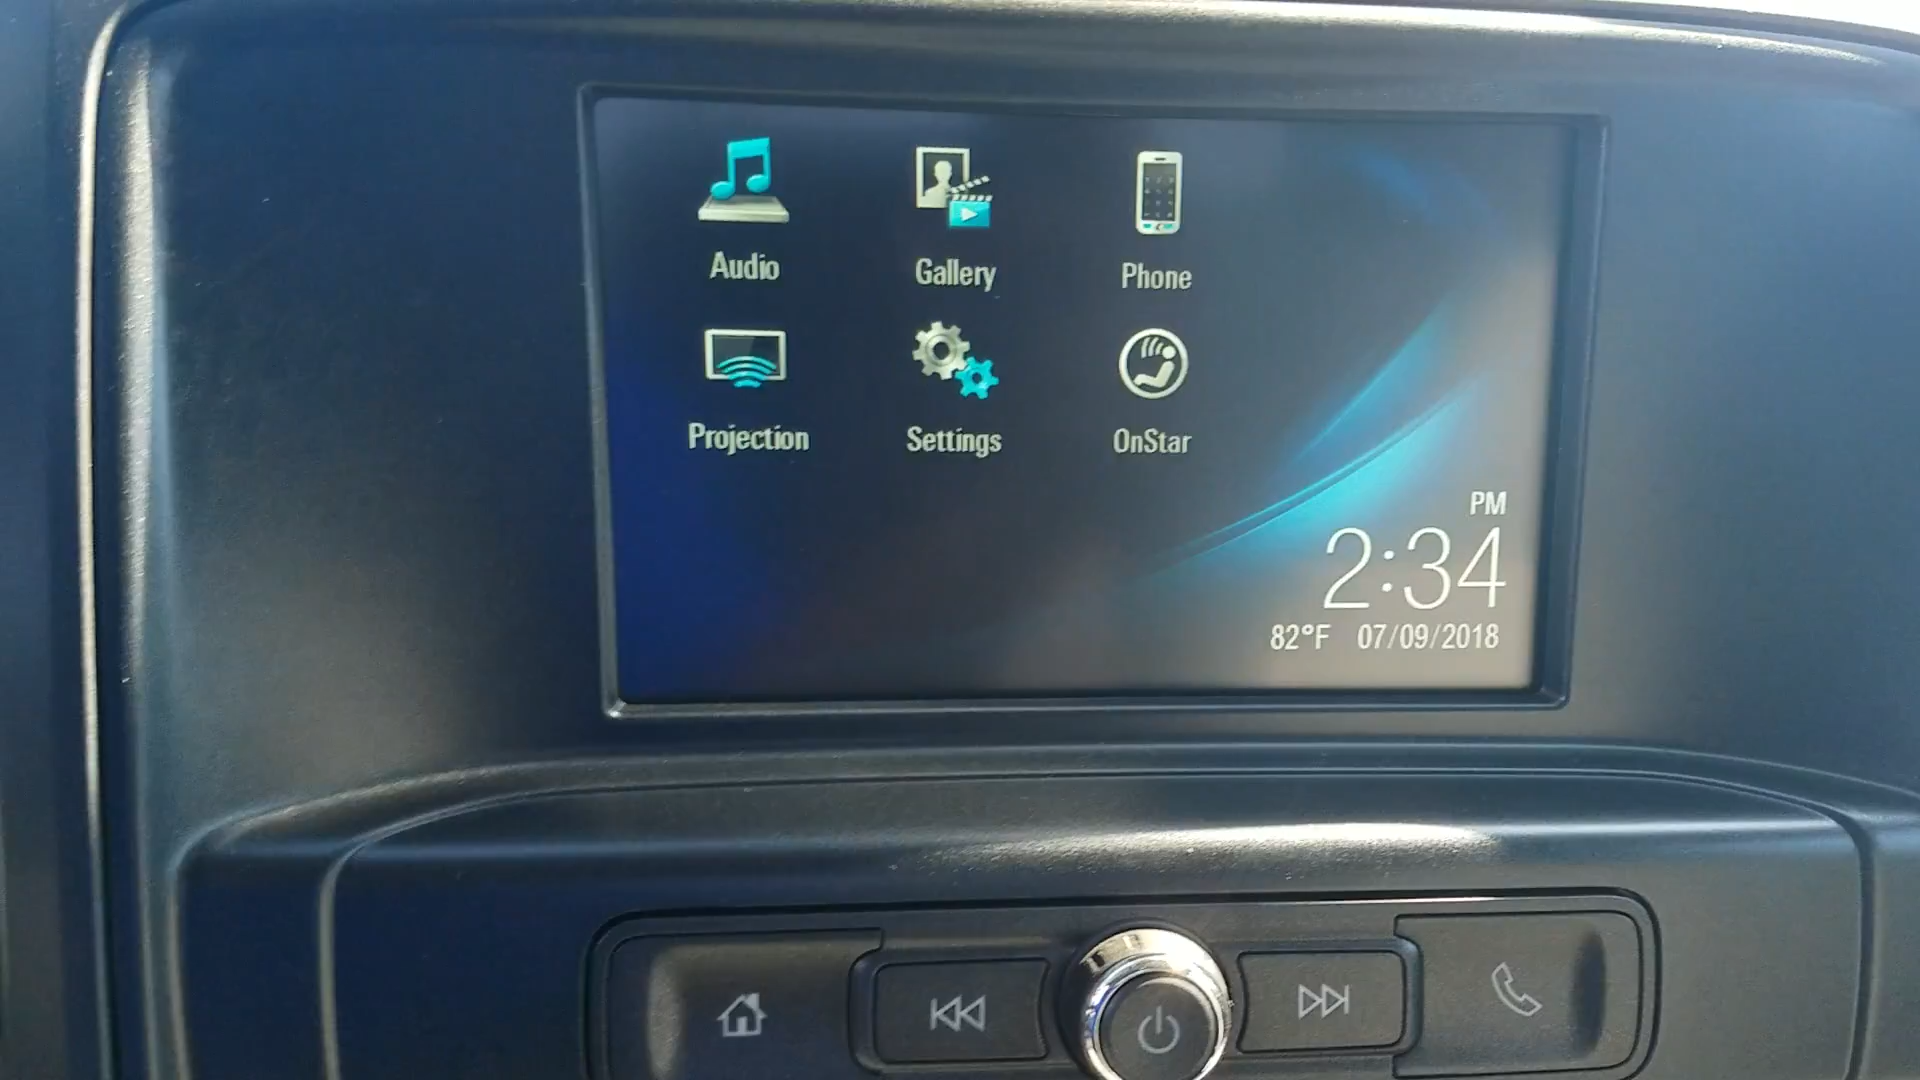 Audio Gallery Phone
Projection Settings OnStar
PM
2:34
82°F 07/09/2018